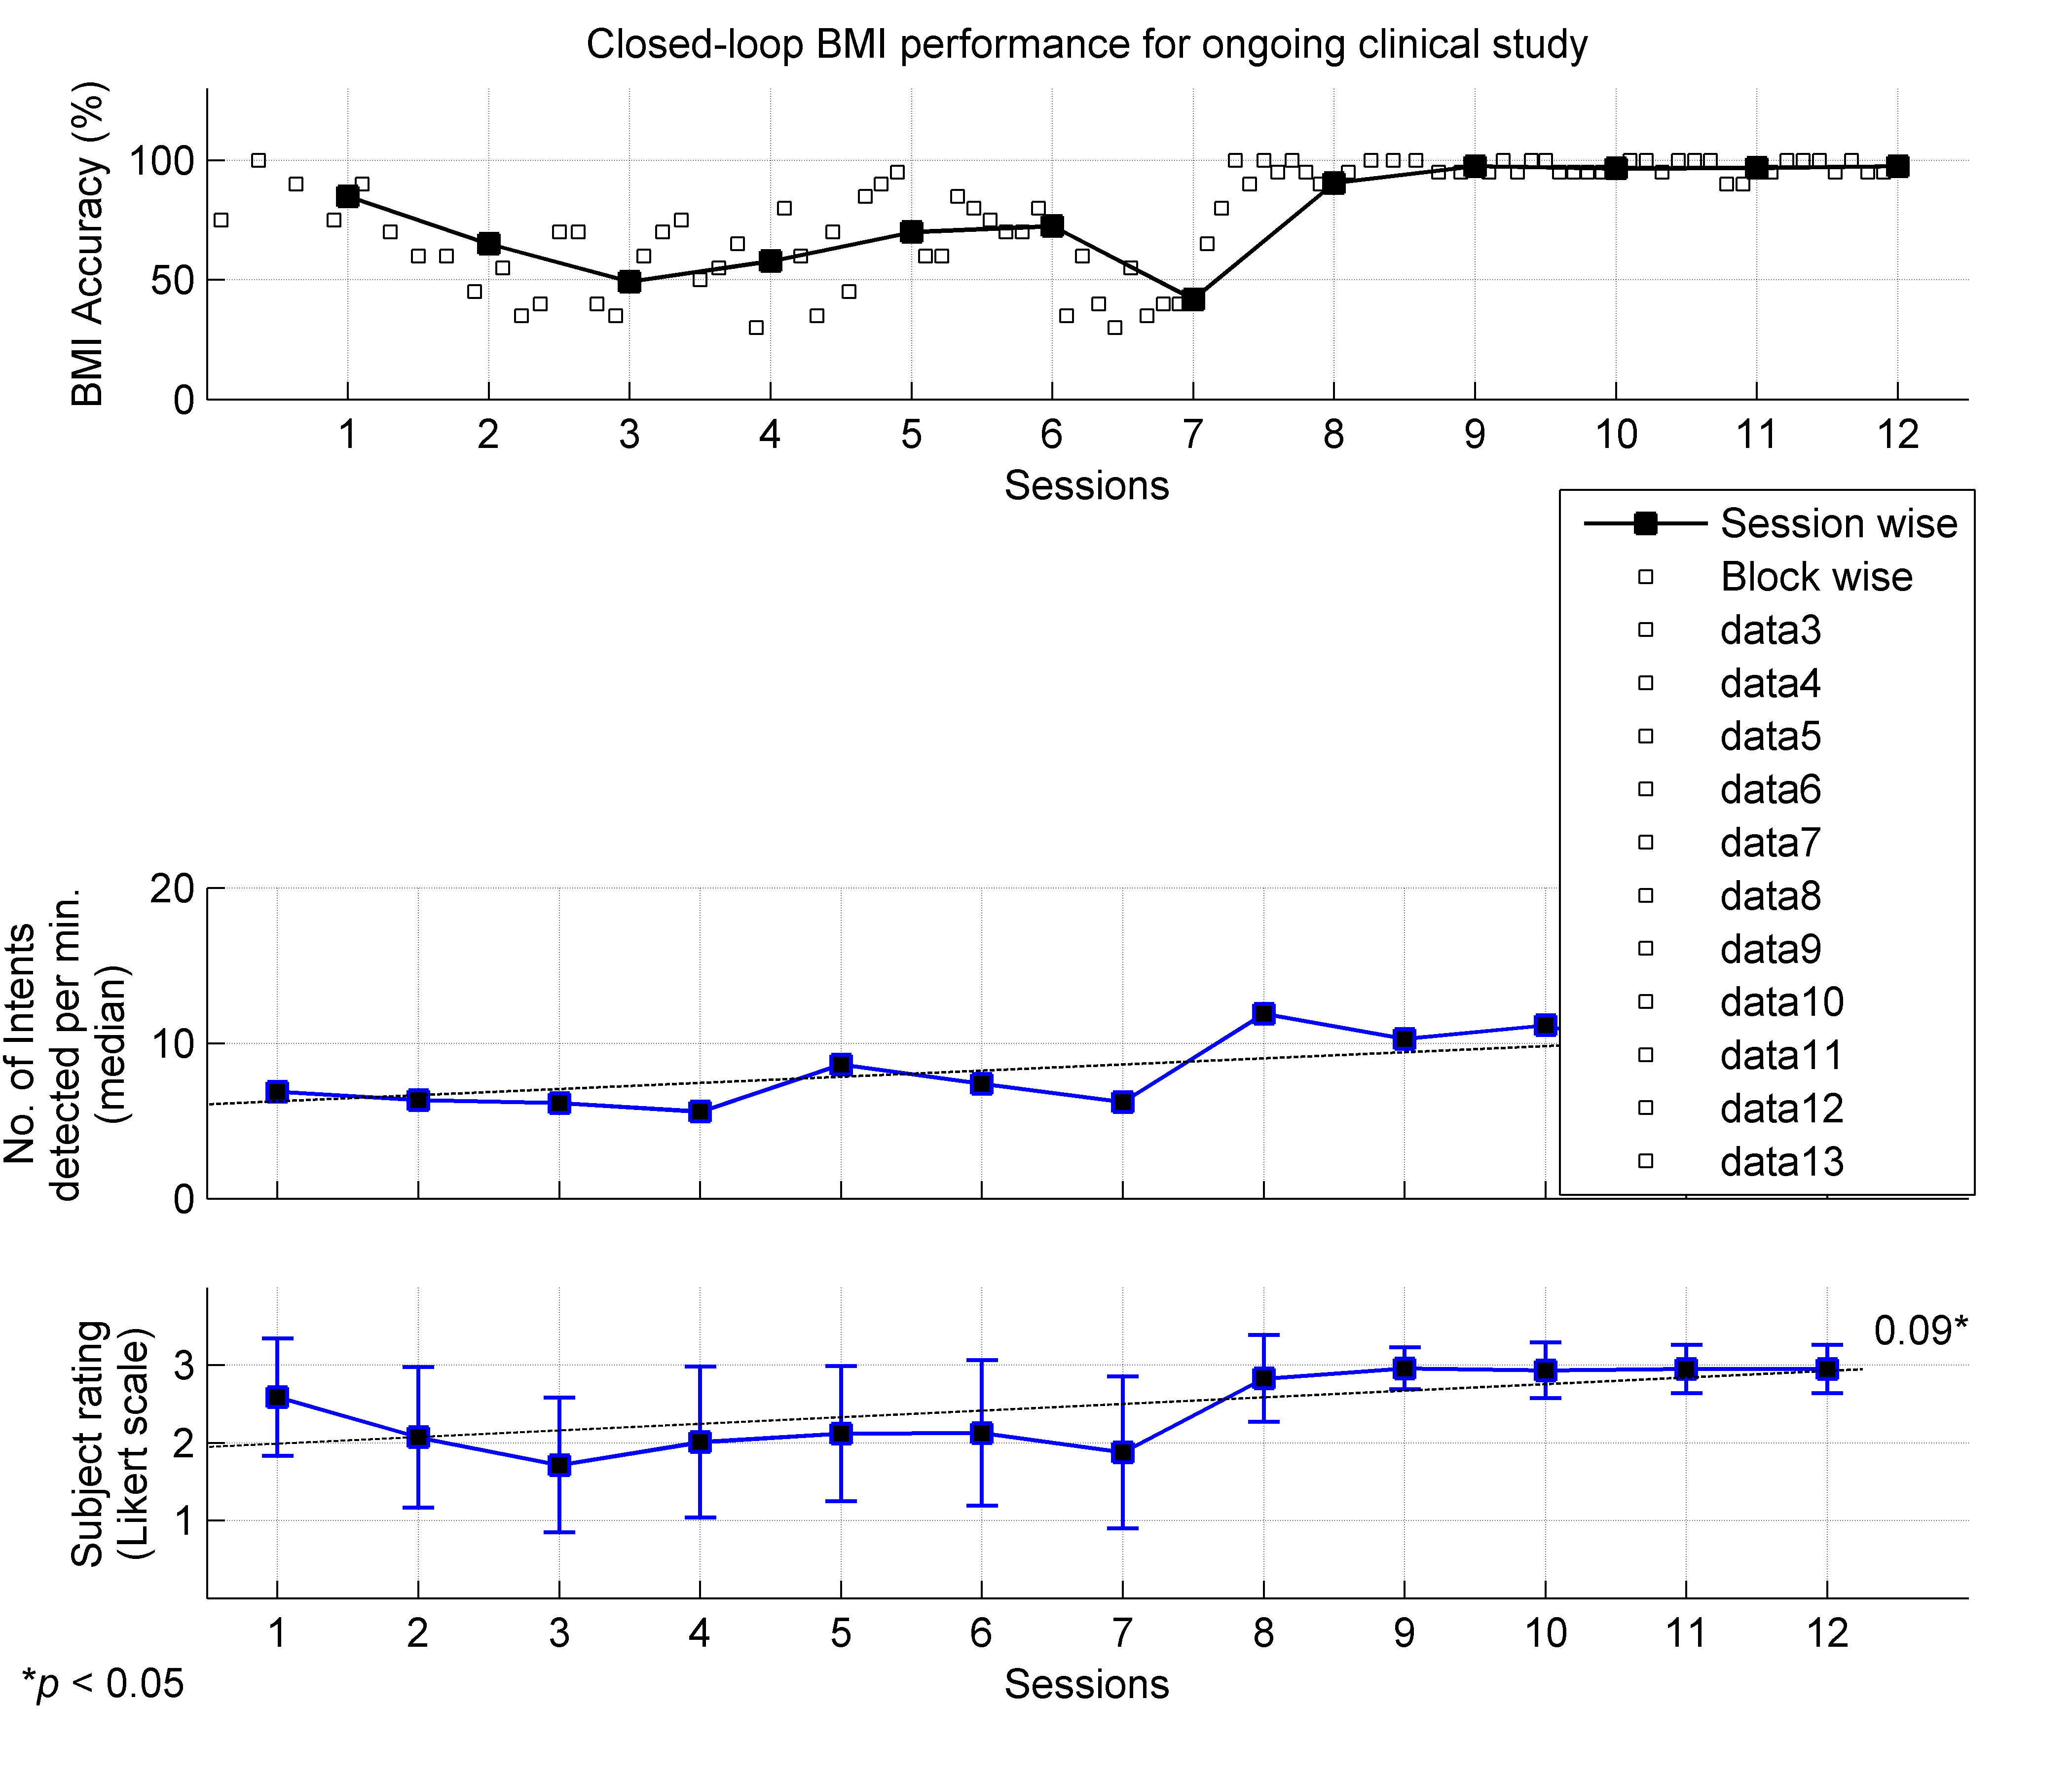 Closed-loop BMI performance for ongoing clinical study
BMI Accuracy (%)
100
50
0
1 2 3 4 5 6 7 8 9 10 11 12
Sessions
Session wise
Block wise
data3
data4
data5
data6
data7
data8
data9
data10
data11
data12
data13
No. of Intents
detected per min.
(median)
20
10
0
Subject rating
(Likert scale)
3
2
1
0.09*
1 2 3 4 5 6 7 8 9 10 11 12
Sessions
*p < 0.05